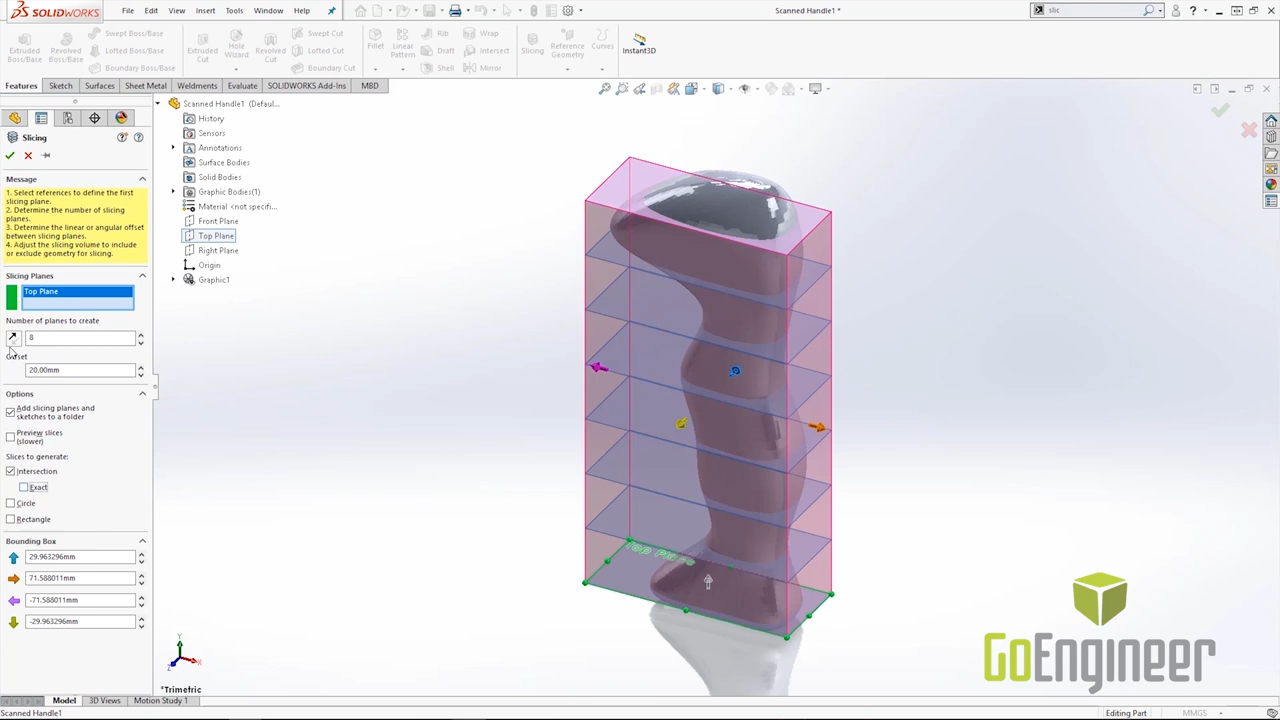 SOLIDWORKS
File
Edit
View
Insert
Tools
Window
Help
Scanned Handle1 *
slic
Extruded Boss/Base
Revolved Boss/Base
Swept Boss/Base
Lofted Boss/Base
Boundary Boss/Base
Extruded Cut
Hole Wizard
Revolved Cut
Swept Cut
Lofted Cut
Boundary Cut
Fillet
Linear Pattern
Rib
Draft
Shell
Wrap
Intersect
Mirror
Slicing
Reference Geometry
Curves
Instant3D
Features
Sketch
Surfaces
Sheet Metal
Weldments
Evaluate
SOLIDWORKS Add-Ins
MBD
Slicing
Message
1. Select references to define the first
slicing plane.
2. Determine the number of slicing
planes.
3. Determine the linear or angular offset
between slicing planes.
4. Adjust the slicing volume to include
or exclude geometry for slicing.
Slicing Planes
Top Plane
Number of planes to create
8
Offset
20.00mm
Options
Add slicing planes and
sketches to a folder
Preview slices
(slower)
Slices to generate:
Intersection
Exact
Circle
Rectangle
Bounding Box
29.963296mm
71.588011mm
-71.588011mm
-29.963296mm
Scanned Handle1 (Defaul...
History
Sensors
Annotations
Surface Bodies
Solid Bodies
Graphic Bodies(1)
Material <not specifi...
Front Plane
Top Plane
Right Plane
Origin
Graphic1
Top Plane
Y
X
Z
*Trimetric
GoEngineer
Model
3D Views
Motion Study 1
Scanned Handle1
Editing Part
MMGS